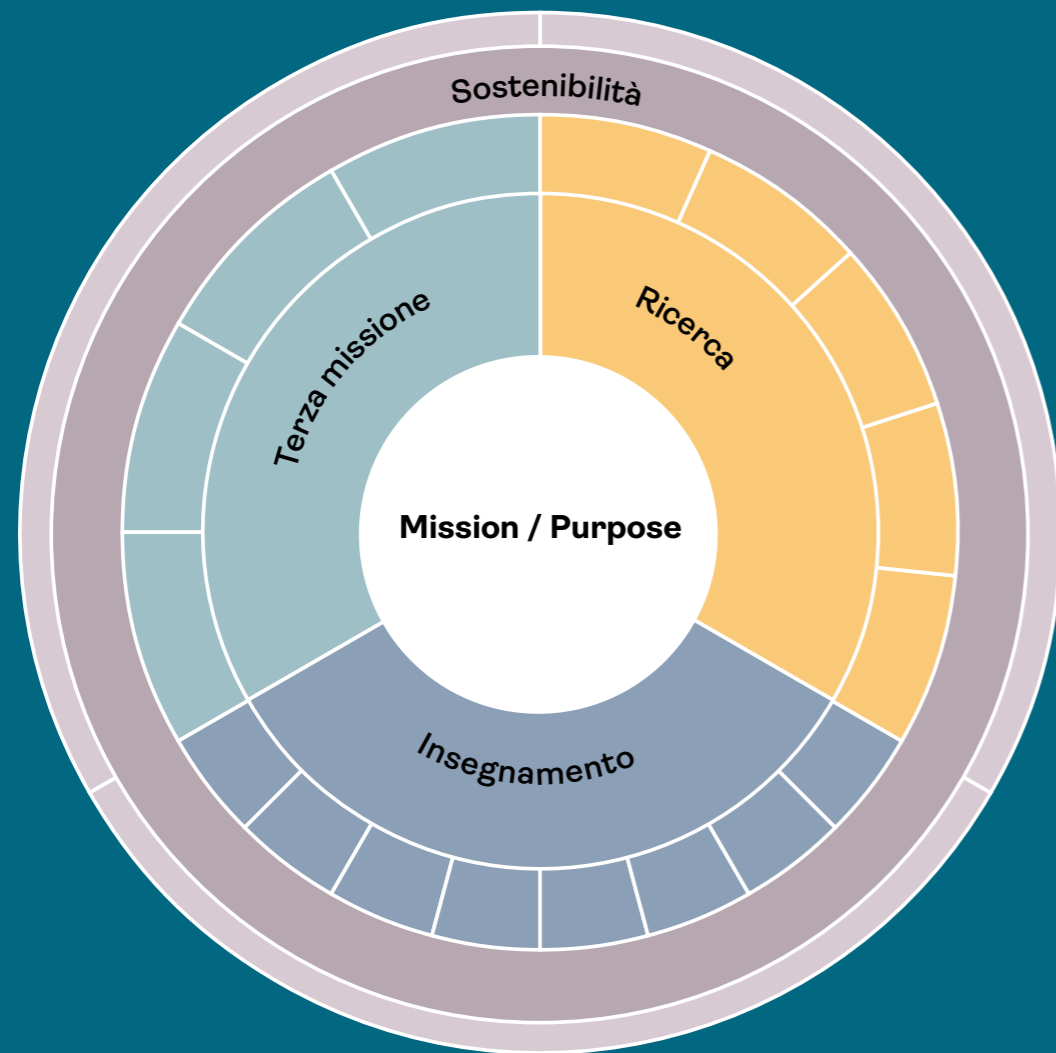 Sostenibilità
Terza missione
Ricerca
Mission / Purpose
Insegnamento